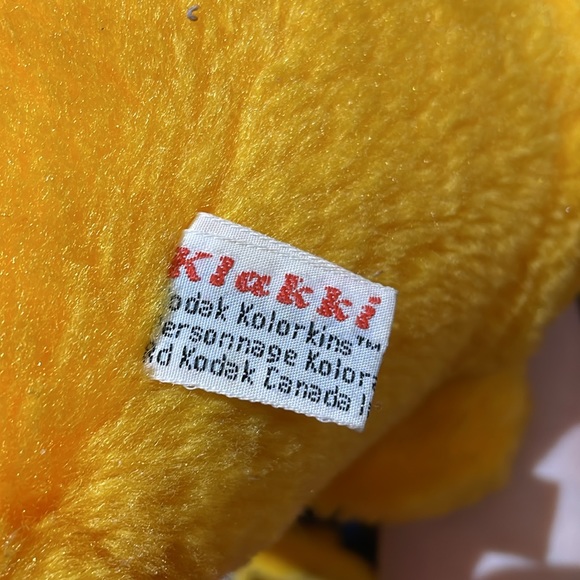 Klakki
odak Kolorkins™
ersonnage Kolor
d Kodak Canada I